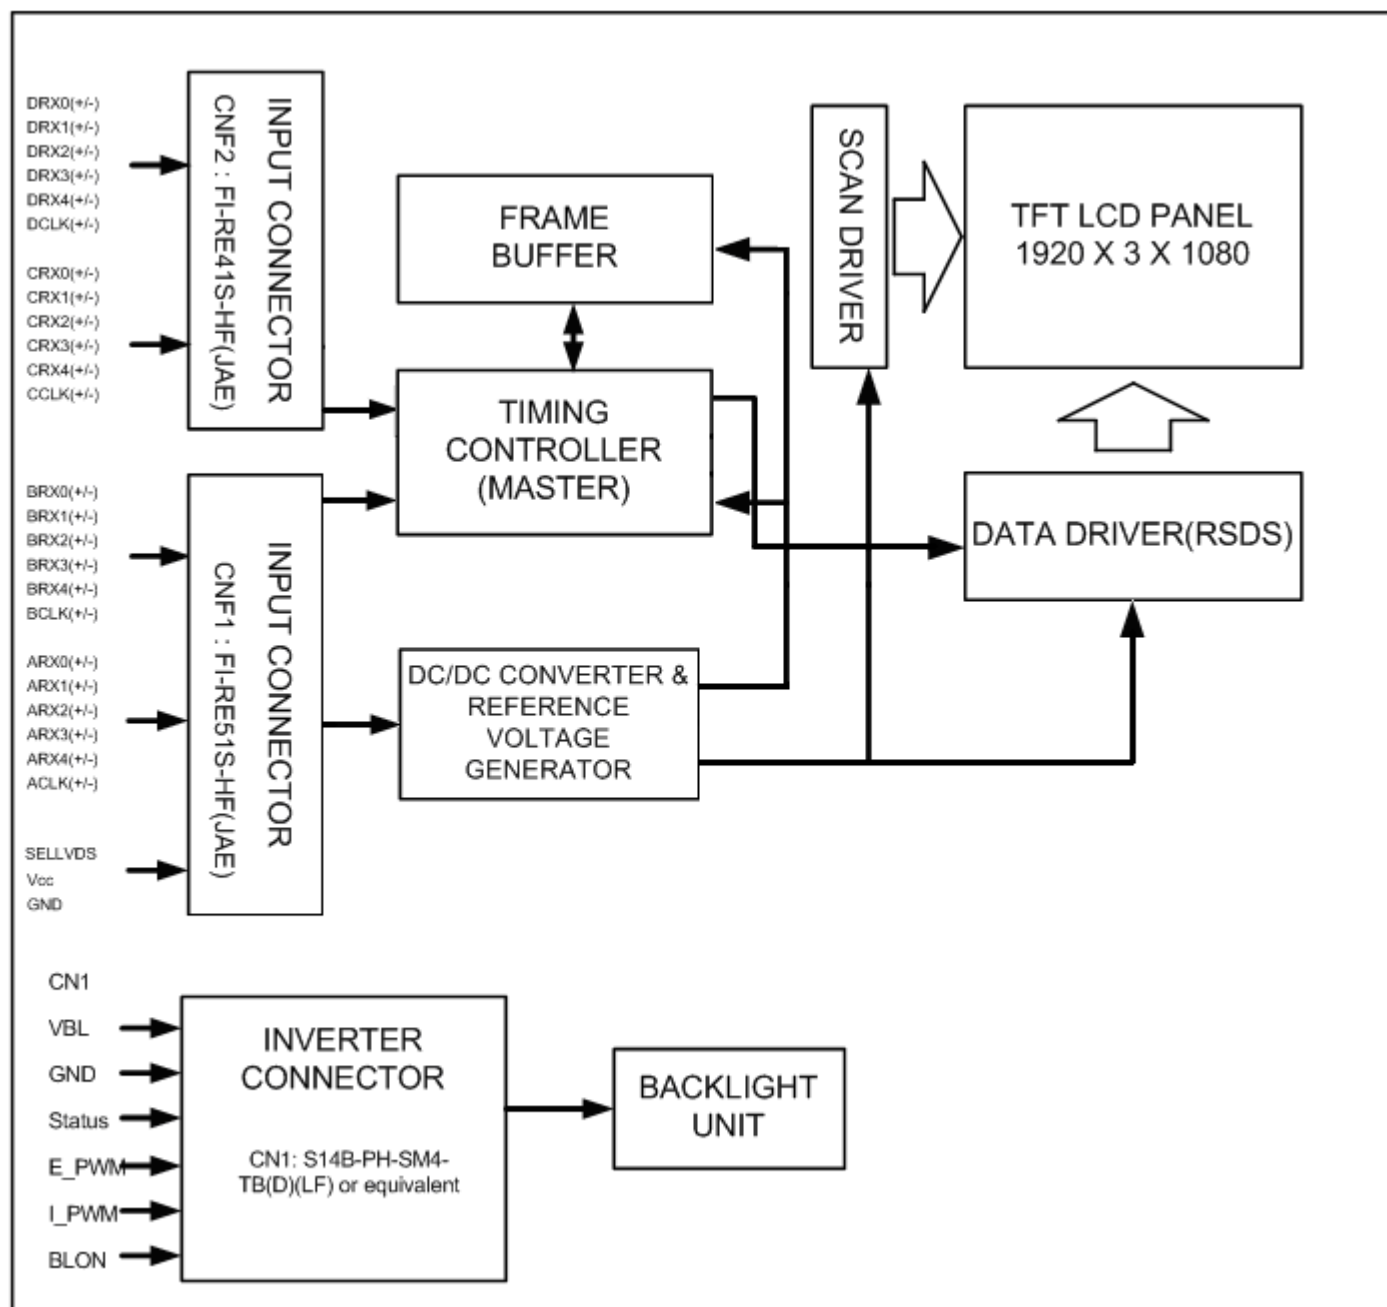 DRX0(+/-)
DRX1(+/-)
DRX2(+/-)
DRX3(+/-)
DRX4(+/-)
DCLK(+/-)
CRX0(+/-)
CRX1(+/-)
CRX2(+/-)
CRX3(+/-)
CRX4(+/-)
CCLK(+/-)
INPUT CONNECTOR
CNF2 : FI-RE41S-HF(JAE)
BRX0(+/-)
BRX1(+/-)
BRX2(+/-)
BRX3(+/-)
BRX4(+/-)
BCLK(+/-)
ARX0(+/-)
ARX1(+/-)
ARX2(+/-)
ARX3(+/-)
ARX4(+/-)
ACLK(+/-)
SELLVDS
Vcc
GND
INPUT CONNECTOR
CNF1 : FI-RE51S-HF(JAE)
FRAME
BUFFER
TIMING
CONTROLLER
(MASTER)
DC/DC CONVERTER &
REFERENCE
VOLTAGE
GENERATOR
SCAN DRIVER
TFT LCD PANEL
1920 X 3 X 1080
DATA DRIVER(RSDS)
CN1
VBL
GND
Status
E_PWM
I_PWM
BLON
INVERTER
CONNECTOR
CN1: S14B-PH-SM4-
TB(D)(LF) or equivalent
BACKLIGHT
UNIT